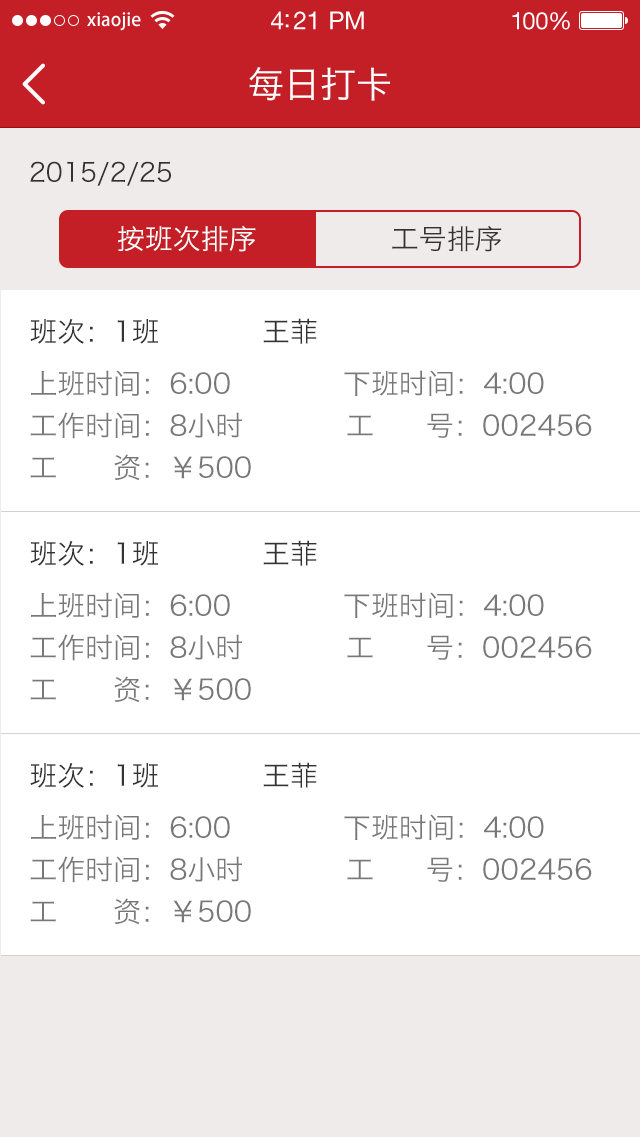 xiaojie 4:21 PM 100%
每日打卡
2015/2/25
按班次排序 工号排序
班次：1班 王菲
上班时间：6:00 下班时间：4:00
工作时间：8小时 工 号：002456
工 资：￥500
班次：1班 王菲
上班时间：6:00 下班时间：4:00
工作时间：8小时 工 号：002456
工 资：￥500
班次：1班 王菲
上班时间：6:00 下班时间：4:00
工作时间：8小时 工 号：002456
工 资：￥500